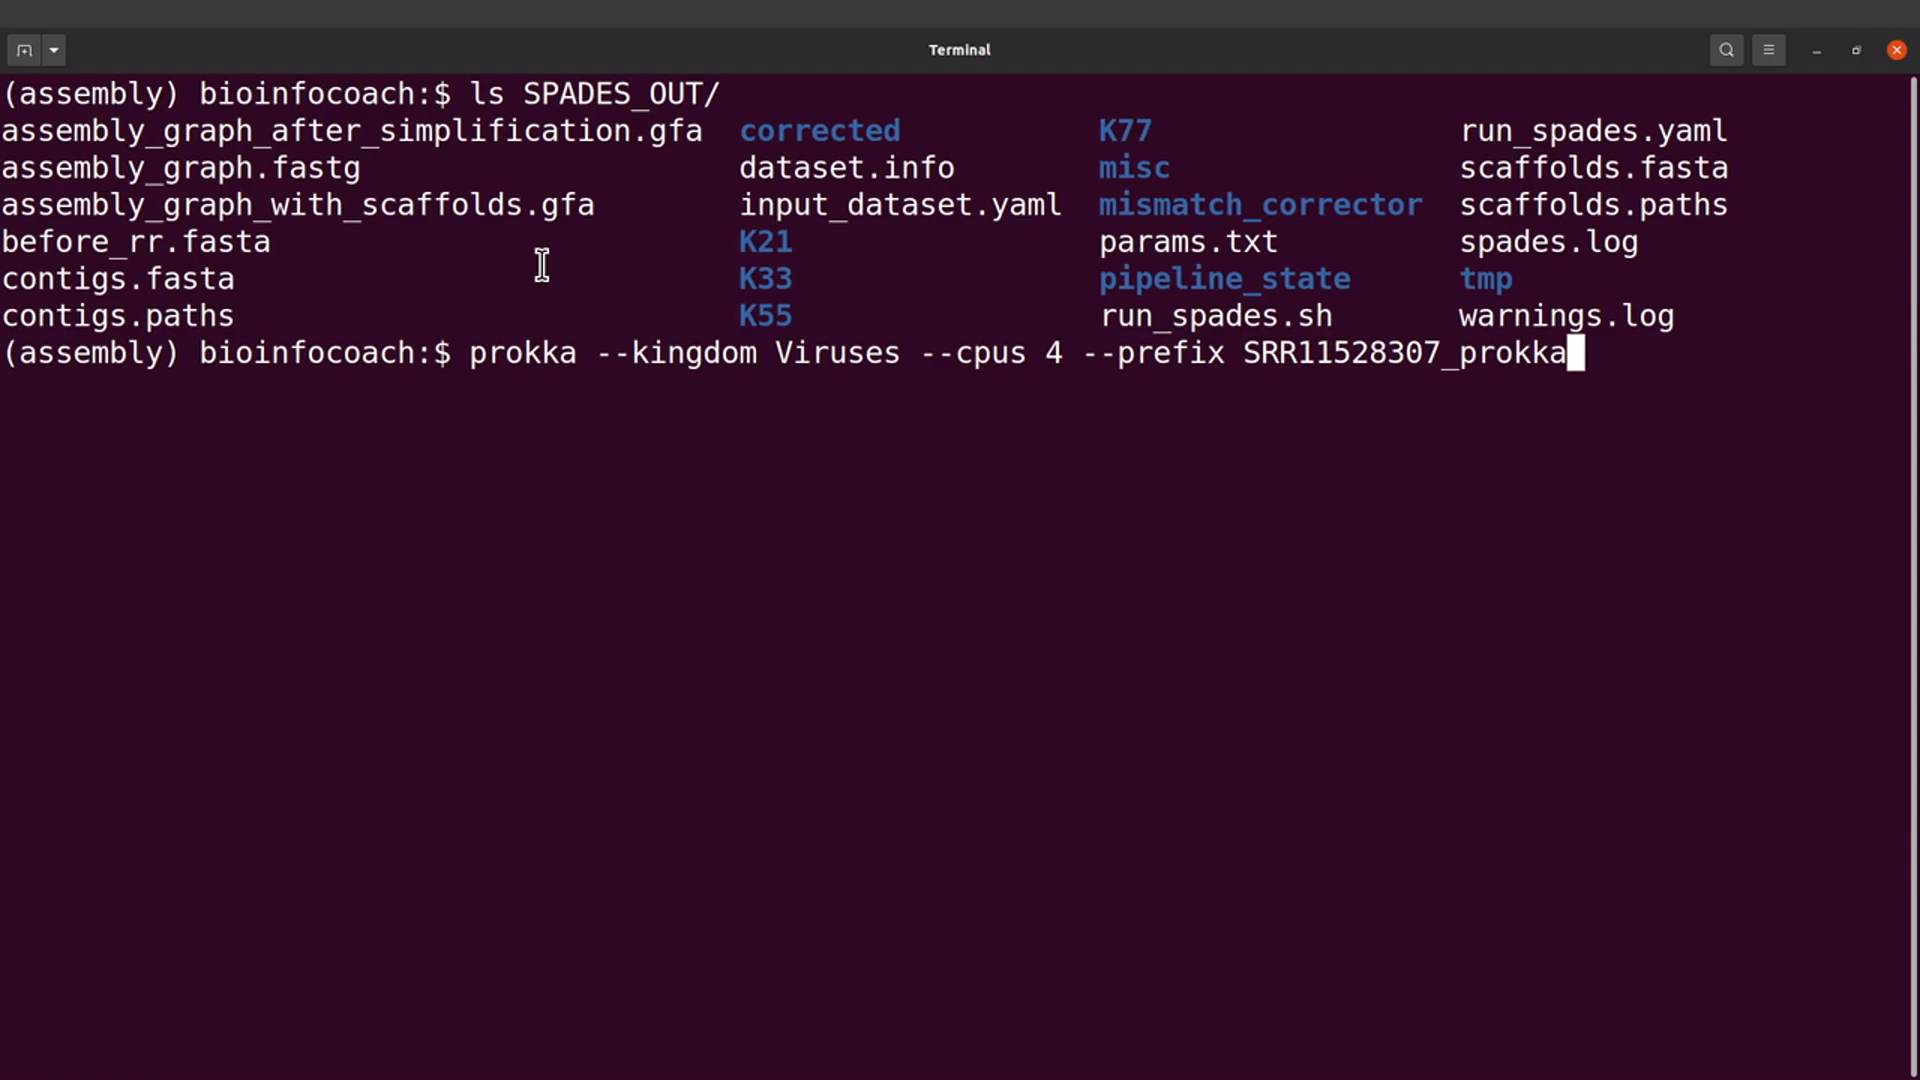 Terminal
(assembly) bioinfocoach:$ ls SPADES_OUT/
assembly_graph_after_simplification.gfa corrected K77 run_spades.yaml
assembly_graph.fastg dataset.info misc scaffolds.fasta
assembly_graph_with_scaffolds.gfa input_dataset.yaml mismatch_corrector scaffolds.paths
before_rr.fasta K21 params.txt spades.log
contigs.fasta K33 pipeline_state tmp
contigs.paths K55 run_spades.sh warnings.log
(assembly) bioinfocoach:$ prokka --kingdom Viruses --cpus 4 --prefix SRR11528307_prokka